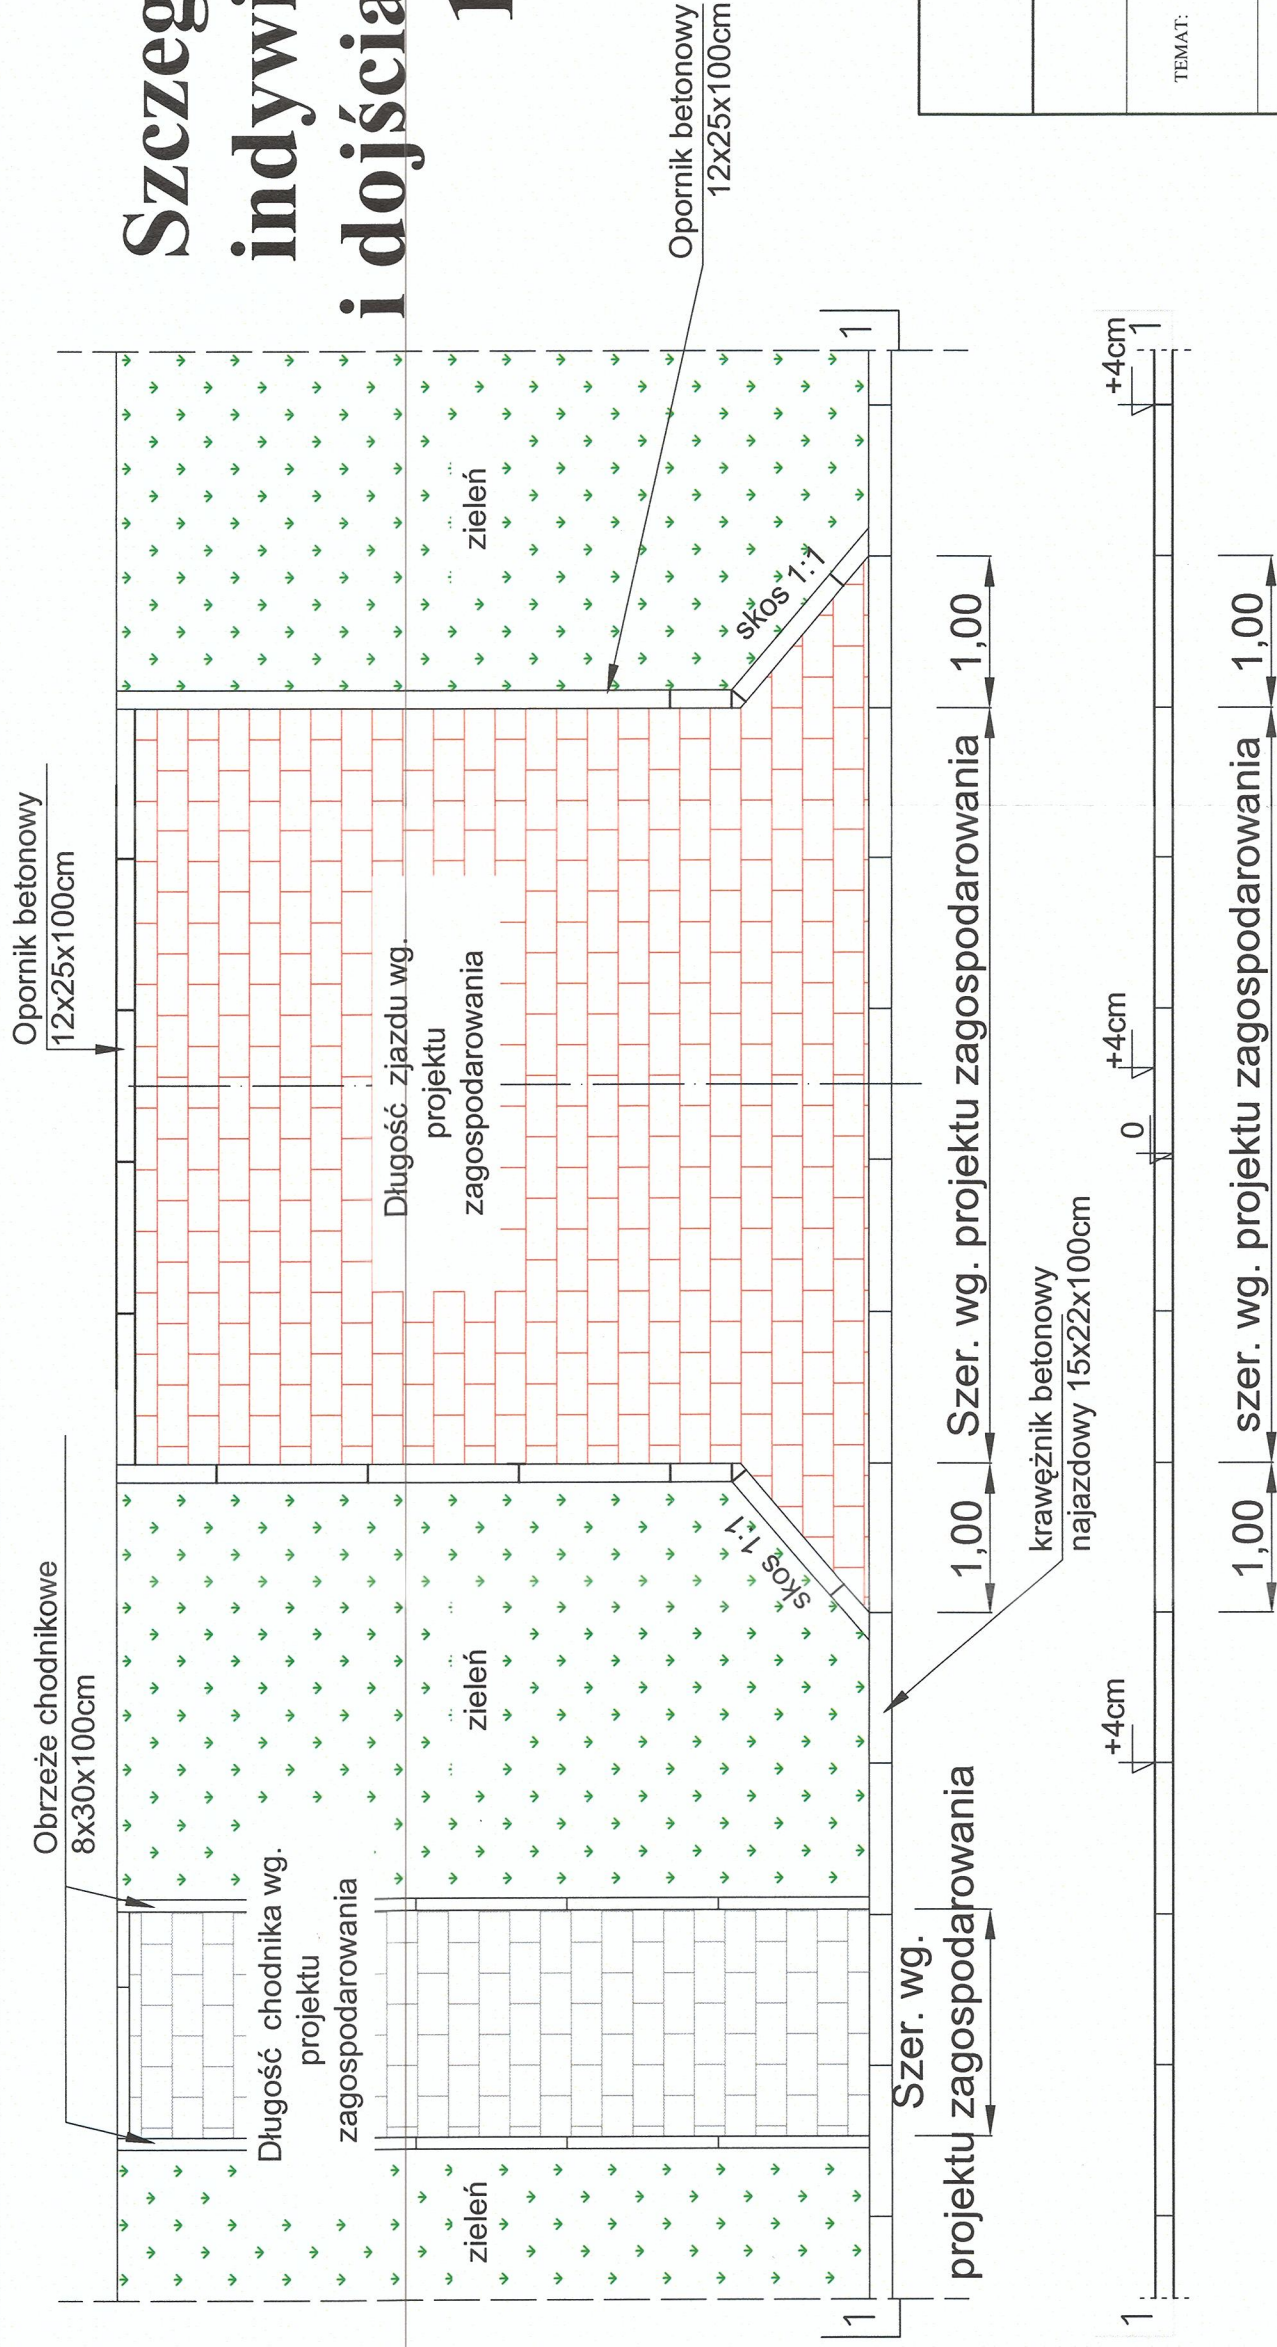 Szczeg
indywi
i dojścia
1
Obrzeże chodnikowe
8x30x100cm
Opornik betonowy
12x25x100cm
Opornik betonowy
12x25x100cm
zieleń
Długość chodnika wg.
projektu
zagospodarowania
zieleń
Długość zjazdu wg.
projektu
zagospodarowania
zieleń
skos 1:1
skos 1:1
1
1
Szer. wg.
projektu zagospodarowania
1,00
Szer. wg. projektu zagospodarowania
1,00
krawężnik betonowy
najazdowy 15x22x100cm
1
+4cm
0
+4cm
+4cm
1
1,00
szer. wg. projektu zagospodarowania
1,00
TEMAT: